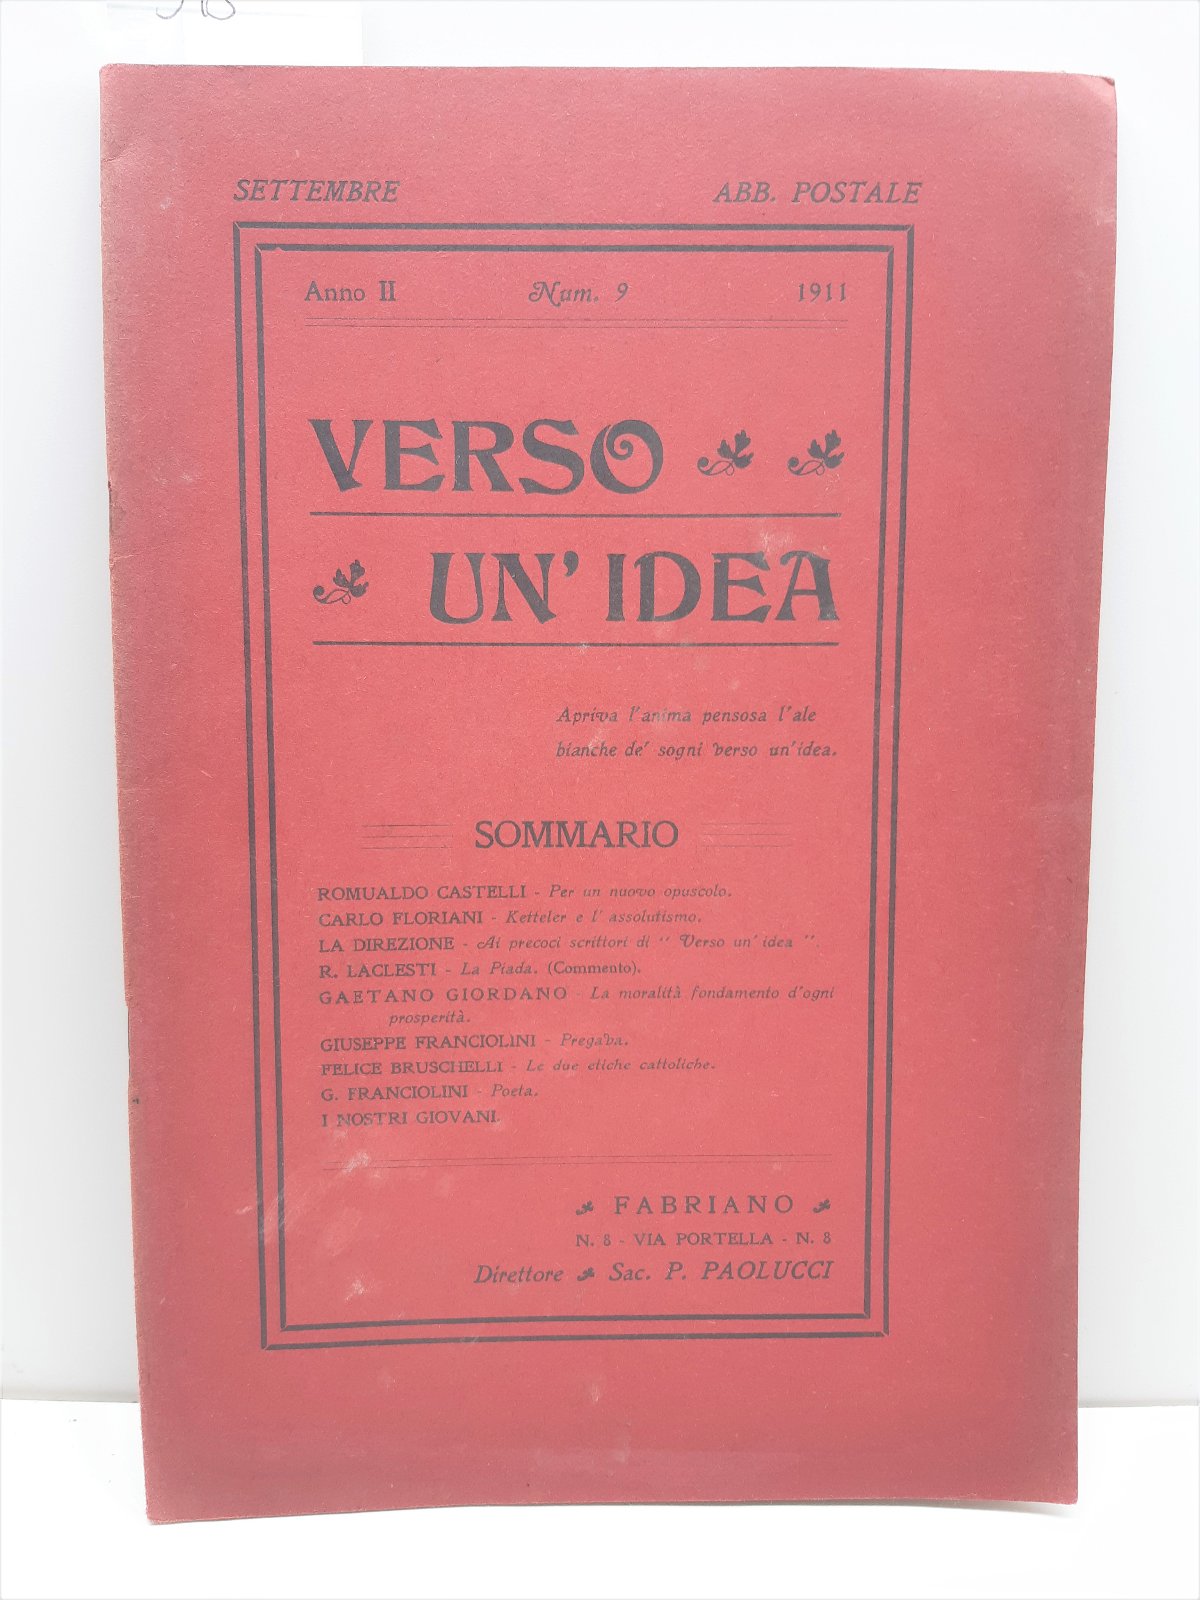 SETTEMBRE ABB. POSTALE
Anno II Num. 9 1911
VERSO
UN' IDEA
Apriva l'anima pensosa l'ale
bianche de' sogni verso un'idea.
SOMMARIO
ROMUALDO CASTELLI - Per un nuovo opuscolo.
CARLO FLORIANI - Ketteler e l' assolutismo.
LA DIREZIONE - Ai precoci scrittori di " Verso un' idea "
R. LACLESTI - La Piada. (Commento).
GAETANO GIORDANO - La moralità fondamento d'ogni
prosperità.
GIUSEPPE FRANCIOLINI - Pregava.
FELICE BRUSCHELLI - Le due etiche cattoliche.
G. FRANCIOLINI - Poeta.
I NOSTRI GIOVANI.
FABRIANO
N. 8 - VIA PORTELLA - N. 8
Direttore Sac. P. PAOLUCCI